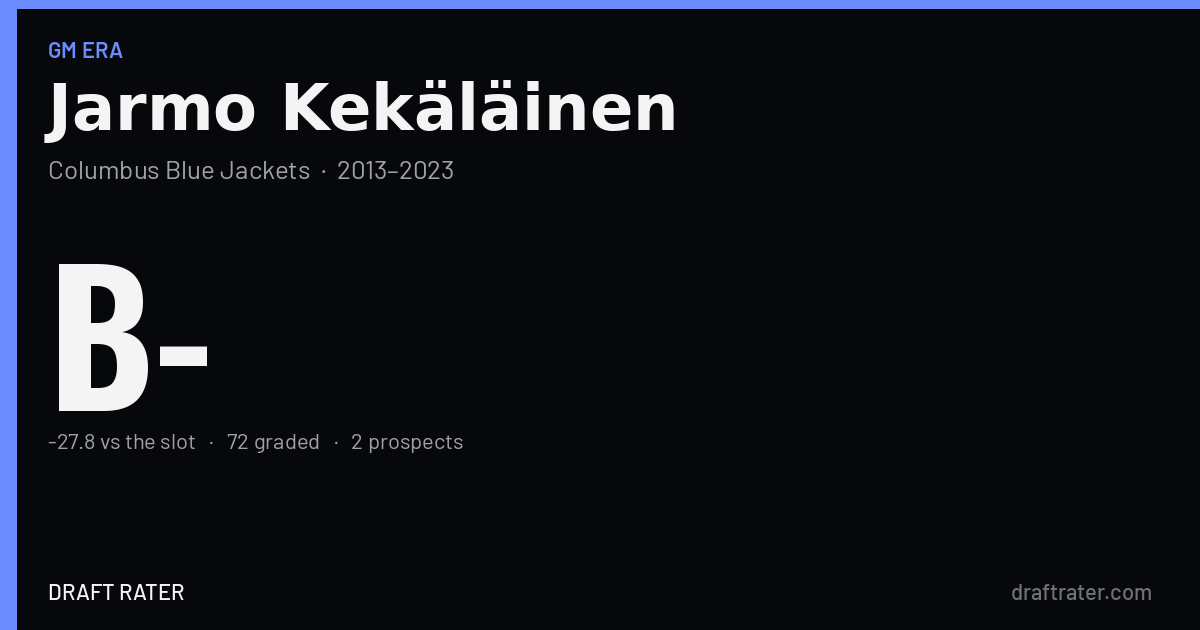 GM ERA
Jarmo Kekäläinen
Columbus Blue Jackets · 2013–2023
B-
-27.8 vs the slot · 72 graded · 2 prospects
DRAFT RATER
draftrater.com